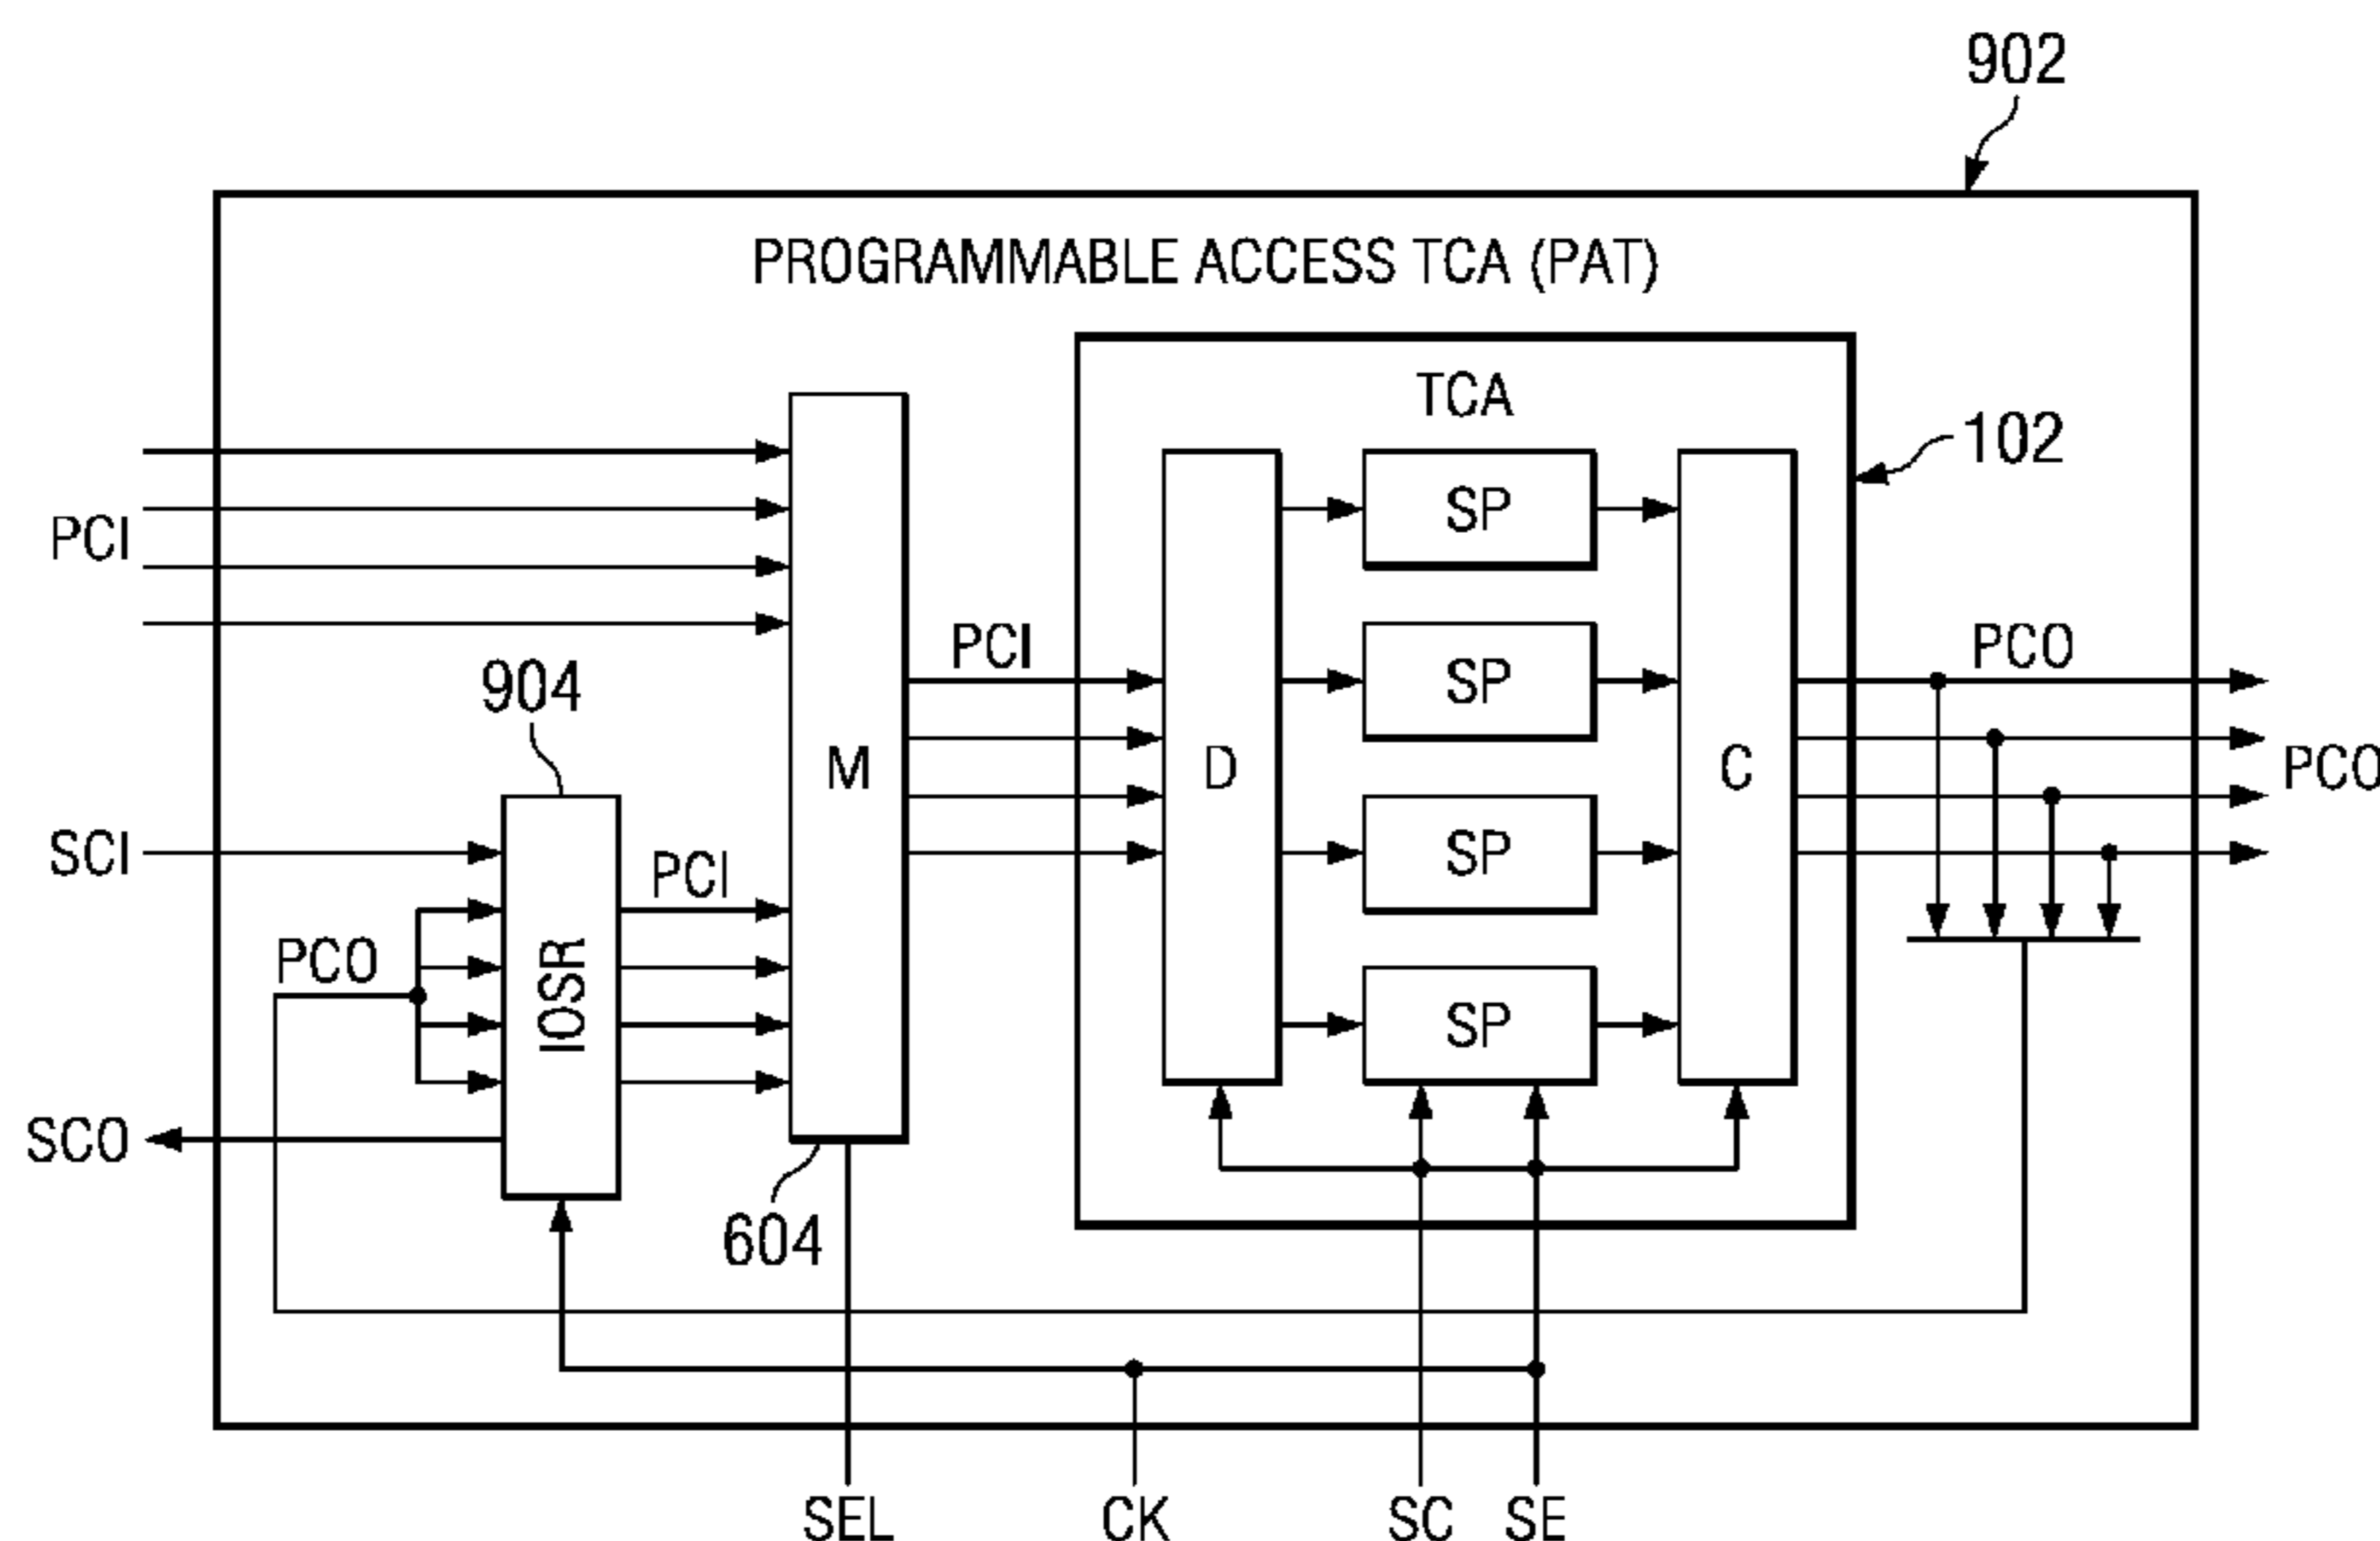 902
PROGRAMMABLE ACCESS TCA (PAT)
TCA
102
SP
PCI
PCI
SP
PCO
904
M
D
C
PCO
SCI
PCI
SP
PCO
IOSR
SP
SCO
604
SEL
CK
SC
SE